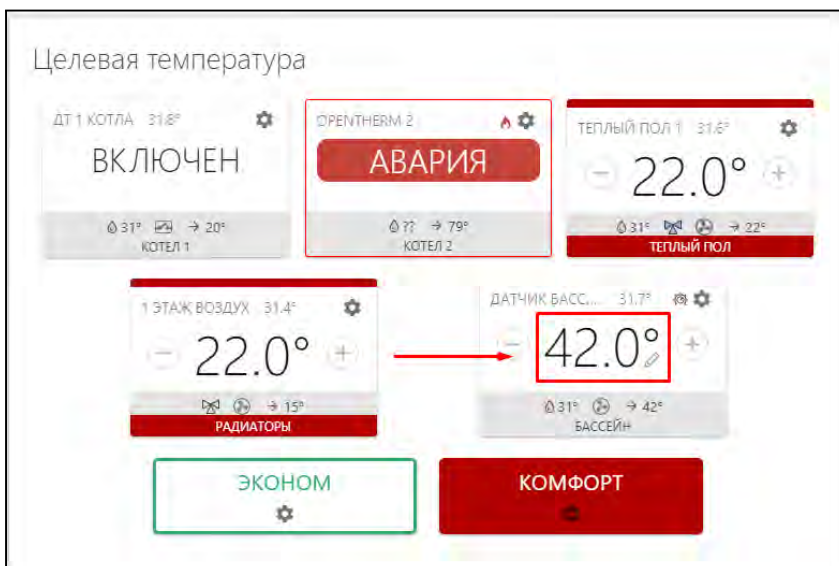 Целевая температура
ДТ 1 КОТЛА 31.8°
ВКЛЮЧЕН
31° → 20°
КОТЕЛ 1
OPENTHERM 2
АВАРИЯ
?? → 79°
КОТЕЛ 2
ТЕПЛЫЙ ПОЛ 1 31.6°
− 22.0° +
31° → 22°
ТЕПЛЫЙ ПОЛ
1 ЭТАЖ ВОЗДУХ 31.4°
− 22.0° +
→ 15°
РАДИАТОРЫ
ДАТЧИК БАСС.... 31.7°
− 42.0° +
31° → 42°
БАССЕЙН
ЭКОНОМ
КОМФОРТ